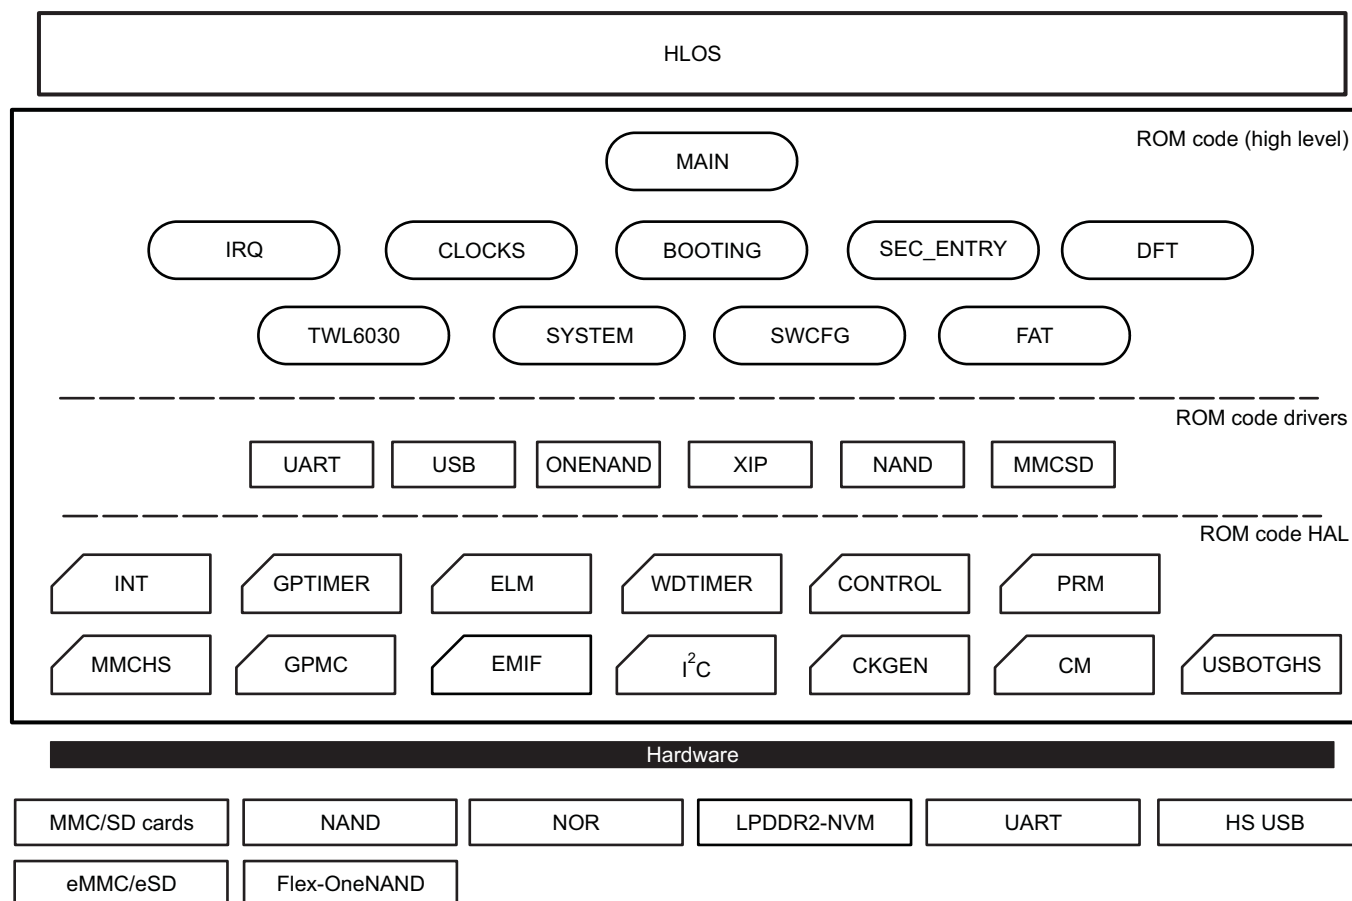 HLOS
ROM code (high level)
MAIN
IRQ
CLOCKS
BOOTING
SEC_ENTRY
DFT
TWL6030
SYSTEM
SWCFG
FAT
ROM code drivers
UART
USB
ONENAND
XIP
NAND
MMCSD
ROM code HAL
INT
GPTIMER
ELM
WDTIMER
CONTROL
PRM
MMCHS
GPMC
EMIF
I²C
CKGEN
CM
USBOTGHS
Hardware
MMC/SD cards
NAND
NOR
LPDDR2-NVM
UART
HS USB
eMMC/eSD
Flex-OneNAND